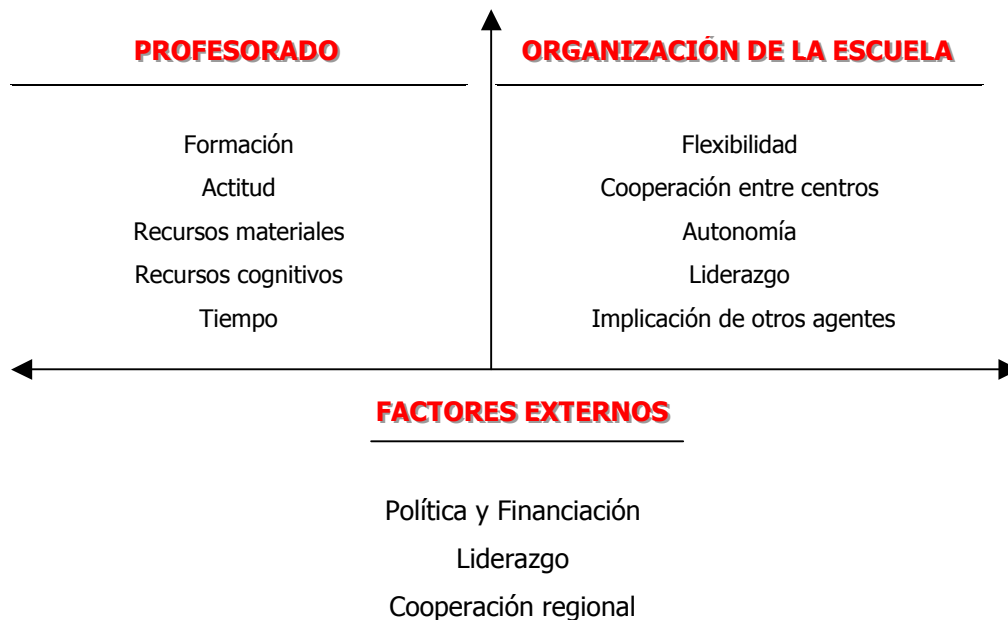 PROFESORADO
Formación
Actitud
Recursos materiales
Recursos cognitivos
Tiempo
ORGANIZACIÓN DE LA ESCUELA
Flexibilidad
Cooperación entre centros
Autonomía
Liderazgo
Implicación de otros agentes
FACTORES EXTERNOS
Política y Financiación
Liderazgo
Cooperación regional